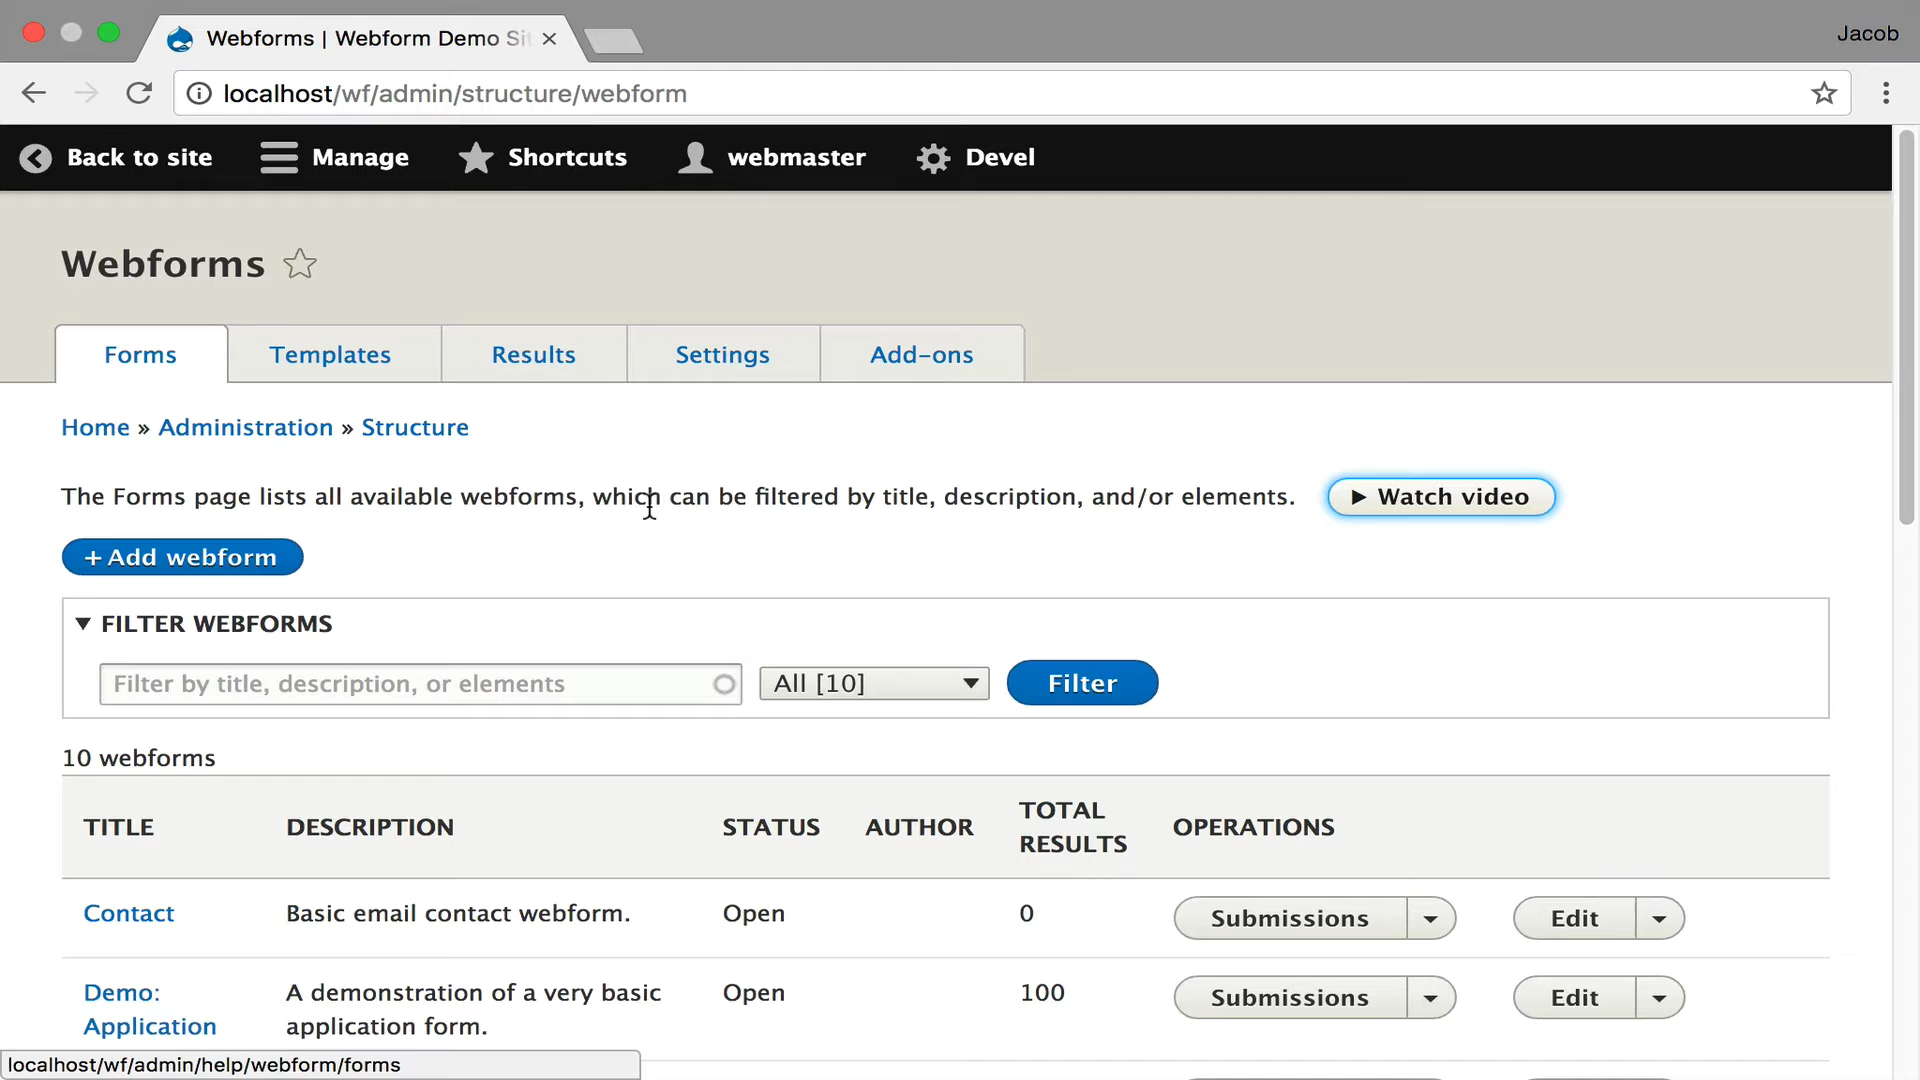 Webforms | Webform Demo Si
Jacob
localhost/wf/admin/structure/webform
Back to site
Manage
Shortcuts
webmaster
Devel
Webforms
Forms
Templates
Results
Settings
Add-ons
Home » Administration » Structure
The Forms page lists all available webforms, which can be filtered by title, description, and/or elements.
► Watch video
+ Add webform
▼ FILTER WEBFORMS
Filter by title, description, or elements
All [10]
Filter
10 webforms
TITLE
DESCRIPTION
STATUS
AUTHOR
TOTAL
RESULTS
OPERATIONS
Contact
Basic email contact webform.
Open
0
Submissions
Edit
Demo:
Application
A demonstration of a very basic
application form.
Open
100
Submissions
Edit
localhost/wf/admin/help/webform/forms